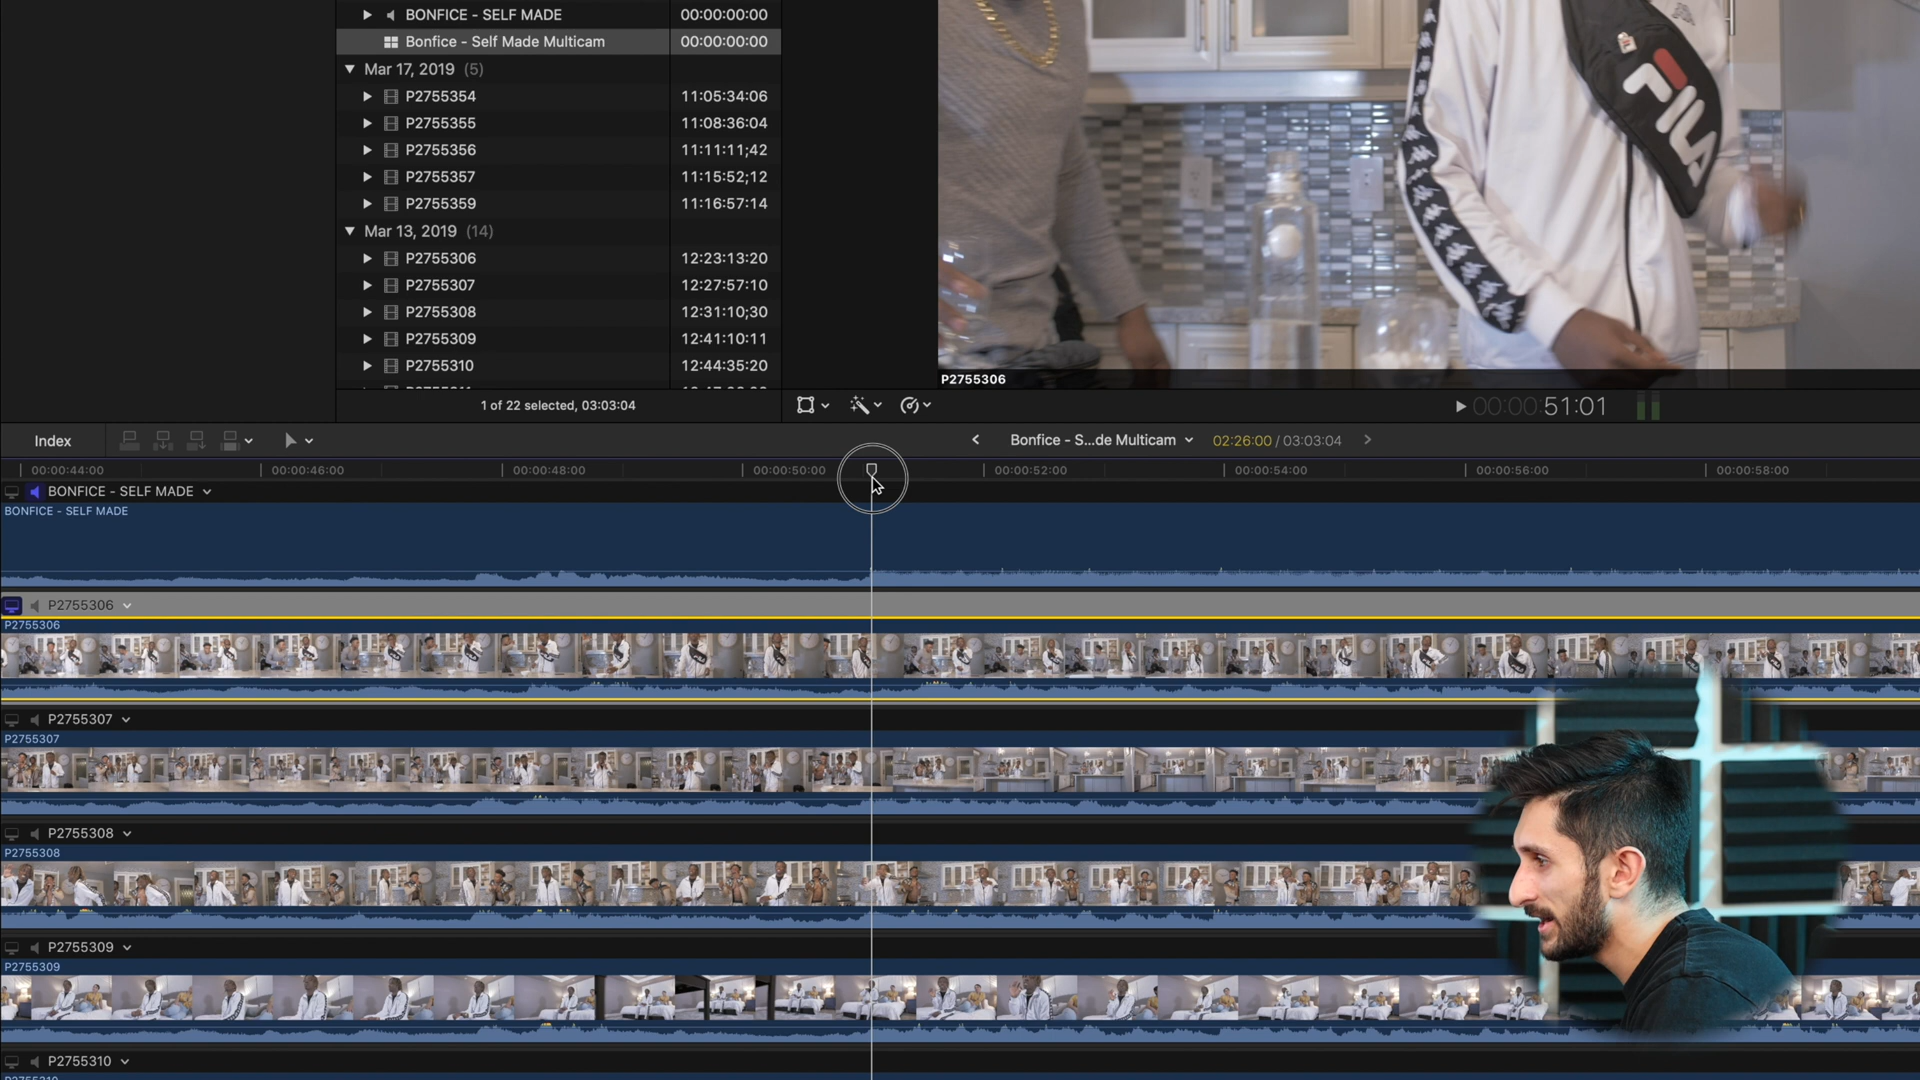 BONFICE - SELF MADE 00:00:00:00
Bonfice - Self Made Multicam 00:00:00:00
Mar 17, 2019 (5)
P2755354 11:05:34:06
P2755355 11:08:36:04
P2755356 11:11:11;42
P2755357 11:15:52;12
P2755359 11:16:57:14
Mar 13, 2019 (14)
P2755306 12:23:13:20
P2755307 12:27:57:10
P2755308 12:31:10;30
P2755309 12:41:10:11
P2755310 12:44:35:20
FILA
P2755306
1 of 22 selected, 03:03:04
00:00:51:01
Index
Bonfice - S...de Multicam 02:26:00 / 03:03:04
00:00:44:00 00:00:46:00 00:00:48:00 00:00:50:00 00:00:52:00 00:00:54:00 00:00:56:00 00:00:58:00
BONFICE - SELF MADE
BONFICE - SELF MADE
P2755306
P2755306
P2755307
P2755307
P2755308
P2755308
P2755309
P2755309
P2755310